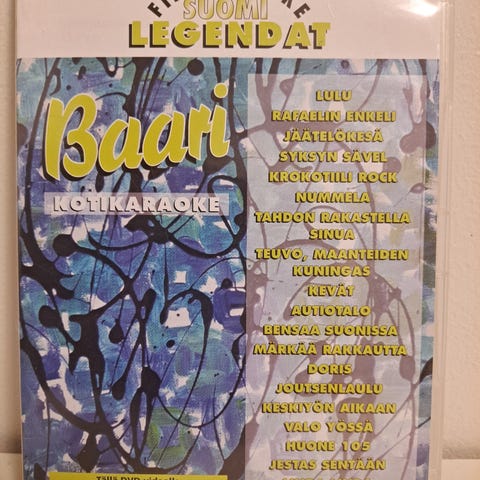 SUOMI
LEGENDAT
Baari
KOTIKARAOKE
LULU
RAFAELIN ENKELI
JÄÄTELÖKESÄ
SYKSYN SÄVEL
KROKOTIILI ROCK
NUMMELA
TAHDON RAKASTELLA
SINUA
TEUVO, MAANTEIDEN
KUNINGAS
KEVÄT
AUTIOTALO
BENSAA SUONISSA
MÄRKÄÄ RAKKAUTTA
DORIS
JOUTSENLAULU
KESKIYÖN AIKAAN
VALO YÖSSÄ
HUONE 105
JESTAS SENTÄÄN